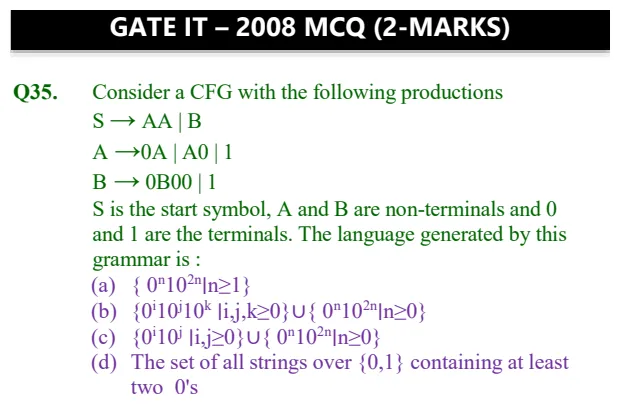 GATE IT – 2008 MCQ (2-MARKS)
Q35. Consider a CFG with the following productions
S ⟶ AA | B
A ⟶0A | A0 | 1
B ⟶ 0B00 | 1
S is the start symbol, A and B are non-terminals and 0
and 1 are the terminals. The language generated by this
grammar is :
(a) { 0ⁿ10²ⁿ|n≥1}
(b) {0ⁱ10ʲ10ᵏ |i,j,k≥0}∪{ 0ⁿ10²ⁿ|n≥0}
(c) {0ⁱ10ʲ |i,j≥0}∪{ 0ⁿ10²ⁿ|n≥0}
(d) The set of all strings over {0,1} containing at least
two 0's